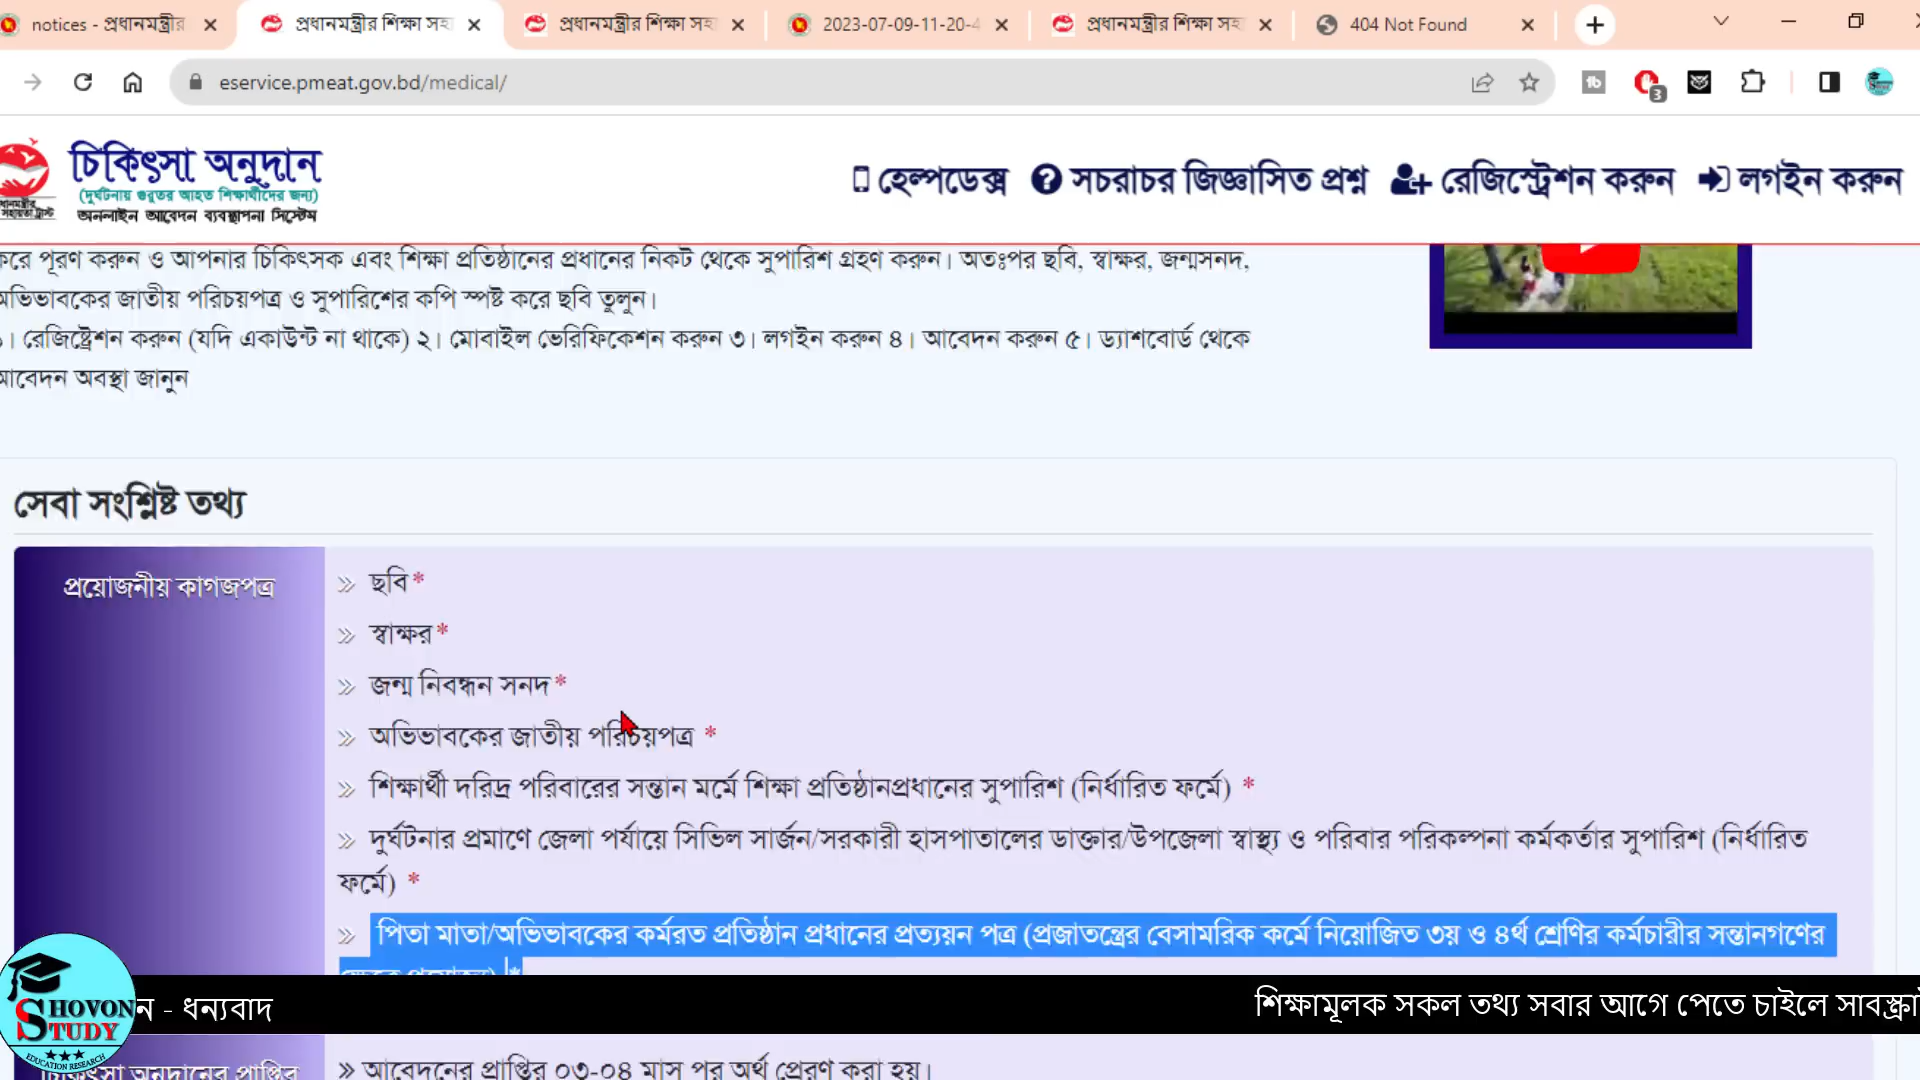 notices - প্রধানমন্ত্রীর
প্রধানমন্ত্রীর শিক্ষা সহা
প্রধানমন্ত্রীর শিক্ষা সহা
2023-07-09-11-20-4
প্রধানমন্ত্রীর শিক্ষা সহা
404 Not Found
eservice.pmeat.gov.bd/medical/
3
চিকিৎসা অনুদান
(দুর্ঘটনায় গুরুতর আহত শিক্ষার্থীদের জন্য)
অনলাইন আবেদন ব্যবস্থাপনা সিস্টেম
হেল্পডেক্স
সচরাচর জিজ্ঞাসিত প্রশ্ন
রেজিস্ট্রেশন করুন
লগইন করুন
করে পূরণ করুন ও আপনার চিকিৎসক এবং শিক্ষা প্রতিষ্ঠানের প্রধানের নিকট থেকে সুপারিশ গ্রহণ করুন। অতঃপর ছবি, স্বাক্ষর, জন্মসনদ,
অভিভাবকের জাতীয় পরিচয়পত্র ও সুপারিশের কপি স্পষ্ট করে ছবি তুলুন।
১। রেজিস্ট্রেশন করুন (যদি একাউন্ট না থাকে) ২। মোবাইল ভেরিফিকেশন করুন ৩। লগইন করুন ৪। আবেদন করুন ৫। ড্যাশবোর্ড থেকে
আবেদন অবস্থা জানুন
সেবা সংশ্লিষ্ট তথ্য
প্রয়োজনীয় কাগজপত্র
» ছবি *
» স্বাক্ষর *
» জন্ম নিবন্ধন সনদ *
» অভিভাবকের জাতীয় পরিচয়পত্র *
» শিক্ষার্থী দরিদ্র পরিবারের সন্তান মর্মে শিক্ষা প্রতিষ্ঠানপ্রধানের সুপারিশ (নির্ধারিত ফর্মে) *
» দুর্ঘটনার প্রমাণে জেলা পর্যায়ে সিভিল সার্জন/সরকারী হাসপাতালের ডাক্তার/উপজেলা স্বাস্থ্য ও পরিবার পরিকল্পনা কর্মকর্তার সুপারিশ (নির্ধারিত
ফর্মে) *
» পিতা মাতা/অভিভাবকের কর্মরত প্রতিষ্ঠান প্রধানের প্রত্যয়ন পত্র (প্রজাতন্ত্রের বেসামরিক কর্মে নিয়োজিত ৩য় ও ৪র্থ শ্রেণির কর্মচারীর সন্তানগণের
SHOVON
STUDY
EDUCATION RESEARCH
ন - ধন্যবাদ
শিক্ষামূলক সকল তথ্য সবার আগে পেতে চাইলে সাবস্ক্রা
চিকিৎসা অনুদানের প্রাপ্তির
» আবেদনের প্রাপ্তির ০৩-০৪ মাস পর অর্থ প্রেরণ করা হয়।